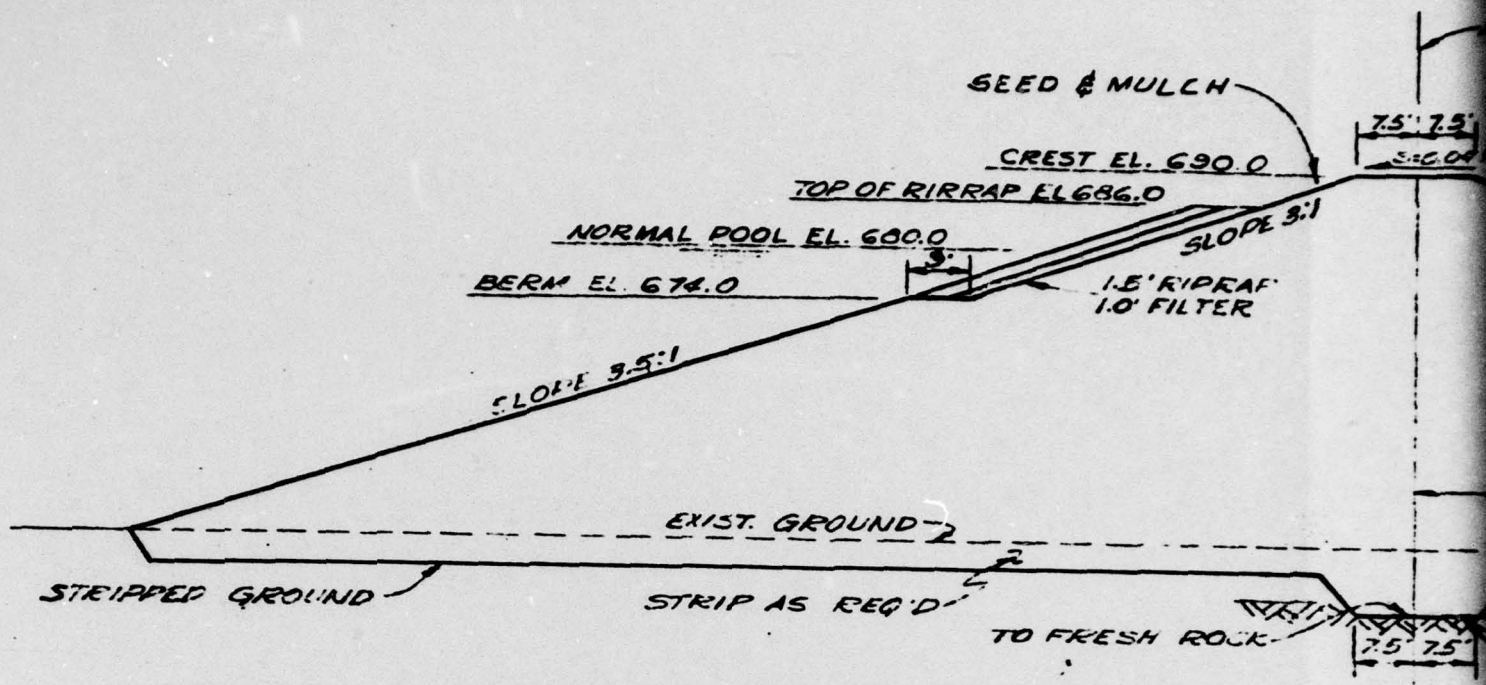 SEED & MULCH
7.5' 7.5'
CREST EL. 690.0
TOP OF RIRRAP EL 686.0
SLOPE 3:1
NORMAL POOL EL. 680.0
BERM EL. 674.0
1.5' RIPRAP
1.0' FILTER
SLOPE 3.5:1
EXIST. GROUND
STRIPPED GROUND
STRIP AS REQ'D
TO FRESH ROCK
7.5' 7.5'